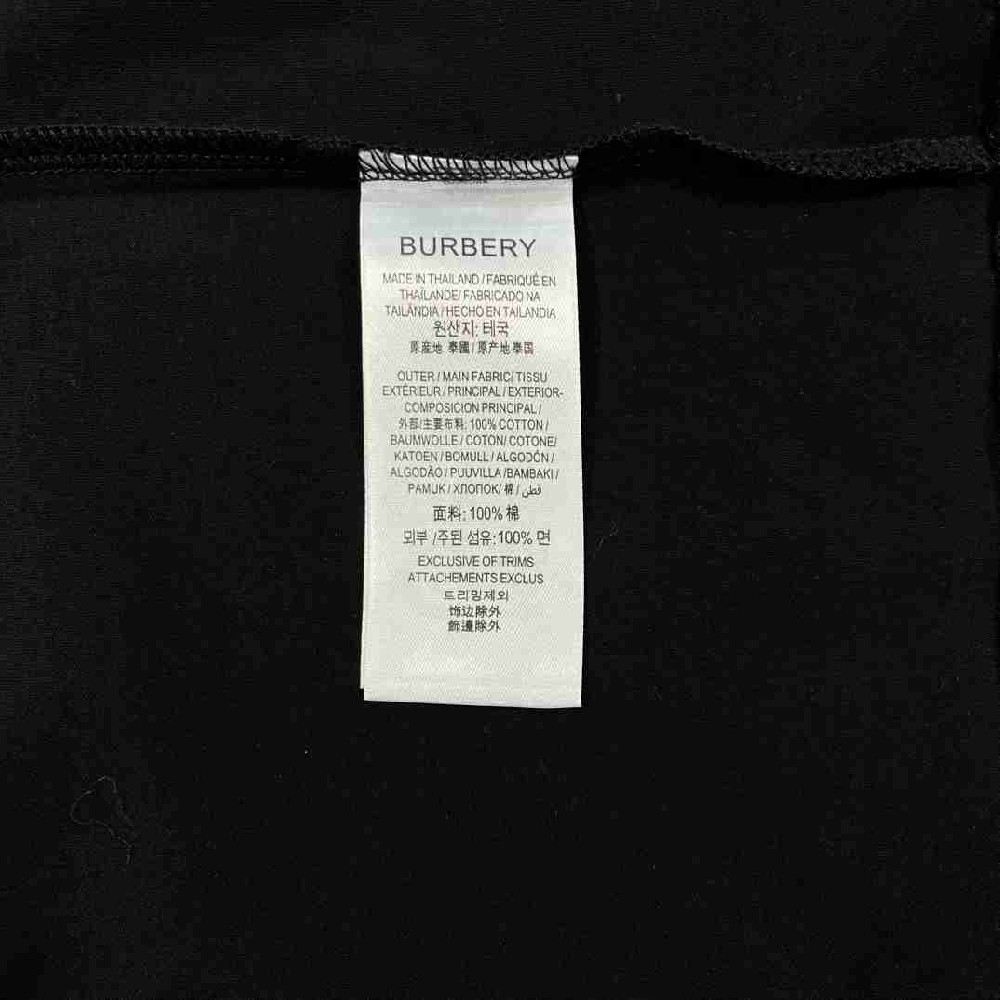 BURBERY
MADE IN THAILAND / FABRIQUÉ EN
THAÏLANDE/ FABRICADO NA
TAILÂNDIA / HECHO EN TAILANDIA
원산지: 태국
原産地 泰國 / 原产地泰国
OUTER / MAIN FABRIC/ TISSU
EXTÉRIEUR / PRINCIPAL / EXTERIOR-
COMPOSICIÓN PRINCIPAL /
外部/主要布料: 100% COTTON /
BAUMWOLLE / COTON/ COTONE/
KATOEN / BOMULL / ALGODÓN /
ALGODÃO / PUUVILLA /BAMBAKI /
PAMUK / ХЛОПОК/ 棉 / قطن
面料: 100% 棉
외부 /주된 섬유:100% 면
EXCLUSIVE OF TRIMS
ATTACHEMENTS EXCLUS
트리밍제외
饰边除外
飾邊除外